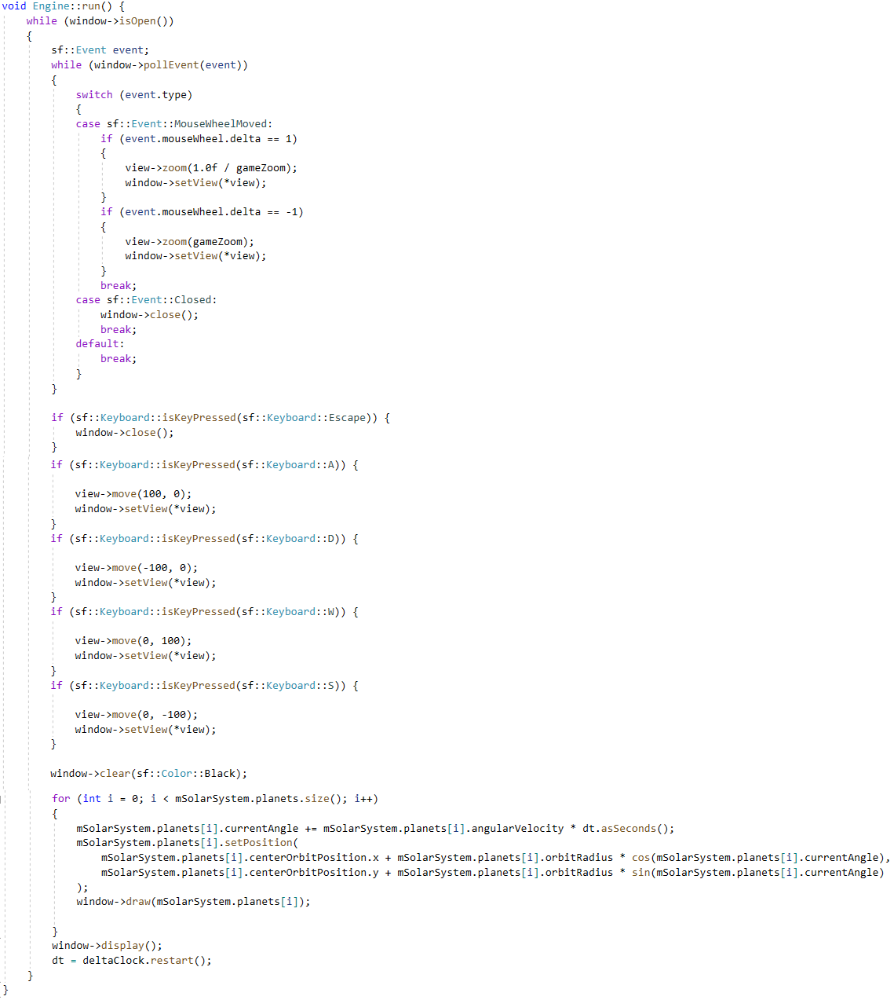 void Engine::run() {
    while (window->isOpen())
    {
        sf::Event event;
        while (window->pollEvent(event))
        {
            switch (event.type)
            {
            case sf::Event::MouseWheelMoved:
                if (event.mouseWheel.delta == 1)
                {
                    view->zoom(1.0f / gameZoom);
                    window->setView(*view);
                }
                if (event.mouseWheel.delta == -1)
                {
                    view->zoom(gameZoom);
                    window->setView(*view);
                }
                break;
            case sf::Event::Closed:
                window->close();
                break;
            default:
                break;
            }
        }

        if (sf::Keyboard::isKeyPressed(sf::Keyboard::Escape)) {
            window->close();
        }
        if (sf::Keyboard::isKeyPressed(sf::Keyboard::A)) {

            view->move(100, 0);
            window->setView(*view);
        }
        if (sf::Keyboard::isKeyPressed(sf::Keyboard::D)) {

            view->move(-100, 0);
            window->setView(*view);
        }
        if (sf::Keyboard::isKeyPressed(sf::Keyboard::W)) {

            view->move(0, 100);
            window->setView(*view);
        }
        if (sf::Keyboard::isKeyPressed(sf::Keyboard::S)) {

            view->move(0, -100);
            window->setView(*view);
        }

        window->clear(sf::Color::Black);

        for (int i = 0; i < mSolarSystem.planets.size(); i++)
        {
            mSolarSystem.planets[i].currentAngle += mSolarSystem.planets[i].angularVelocity * dt.asSeconds();
            mSolarSystem.planets[i].setPosition(
                mSolarSystem.planets[i].centerOrbitPosition.x + mSolarSystem.planets[i].orbitRadius * cos(mSolarSystem.planets[i].currentAngle),
                mSolarSystem.planets[i].centerOrbitPosition.y + mSolarSystem.planets[i].orbitRadius * sin(mSolarSystem.planets[i].currentAngle)
            );
            window->draw(mSolarSystem.planets[i]);

        }
        window->display();
        dt = deltaClock.restart();
    }
}